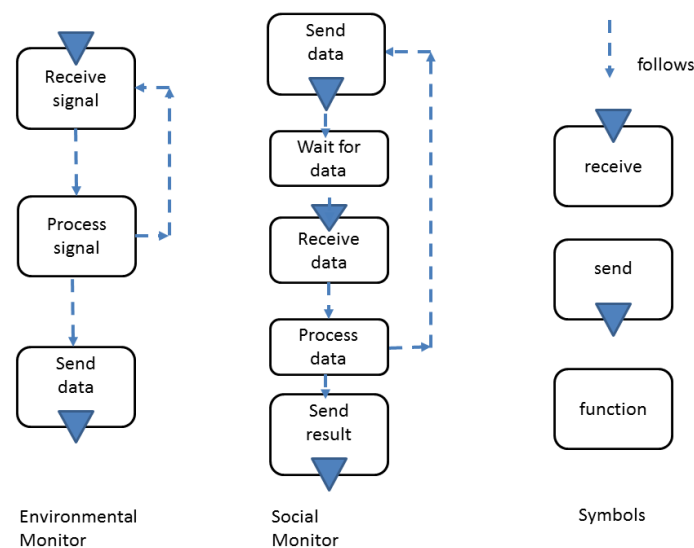 Receive
signal
Process
signal
Send
data
Environmental
Monitor
Send
data
Wait for
data
Receive
data
Process
data
Send
result
Social
Monitor
follows
receive
send
function
Symbols